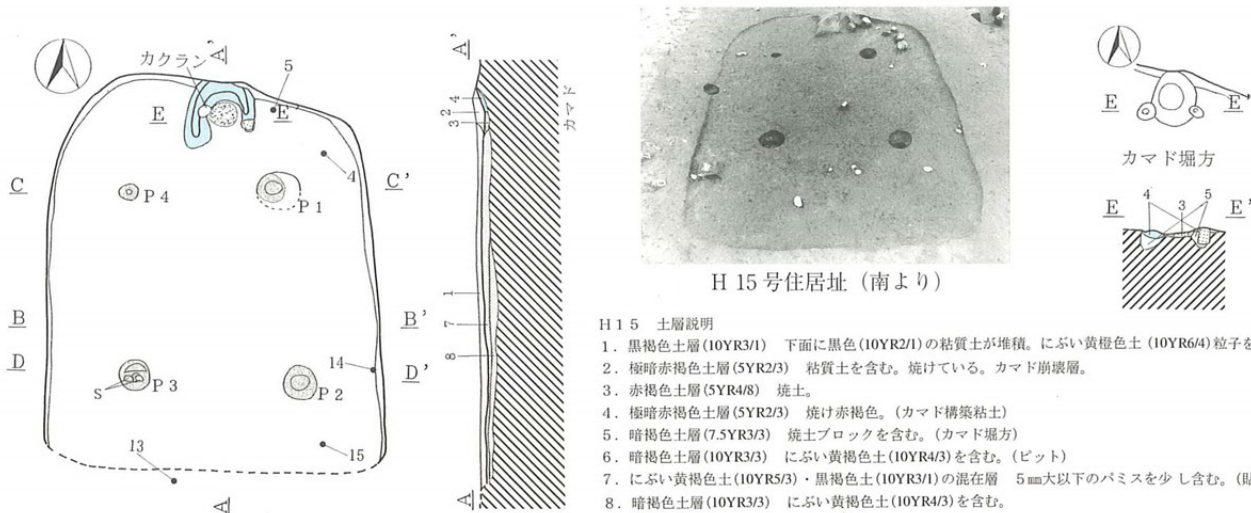 カクラン
A'
5
E
E'
4
C
C'
P4
P1
B
B'
D
D'
14
S
P3
P2
13
15
A
A'
4
2
3
カマド
1
7
8
A
H 15 号住居址 (南より)
E
E'
カマド堀方
4 3 5
E
E'
H15 土層説明
1. 黒褐色土層(10YR3/1) 下面に黒色(10YR2/1)の粘質土が堆積。にぶい黄橙色土(10YR6/4)粒子を
2. 極暗赤褐色土層(5YR2/3) 粘質土を含む。焼けている。カマド崩壊層。
3. 赤褐色土層(5YR4/8) 焼土。
4. 極暗赤褐色土層(5YR2/3) 焼け赤褐色。(カマド構築粘土)
5. 暗褐色土層(7.5YR3/3) 焼土ブロックを含む。(カマド堀方)
6. 暗褐色土層(10YR3/3) にぶい黄褐色土(10YR4/3)を含む。(ピット)
7. にぶい黄褐色土(10YR5/3)・黒褐色土(10YR3/1)の混在層 5㎜大以下のパミスを少し含む。
8. 暗褐色土層(10YR3/3) にぶい黄褐色土(10YR4/3)を含む。